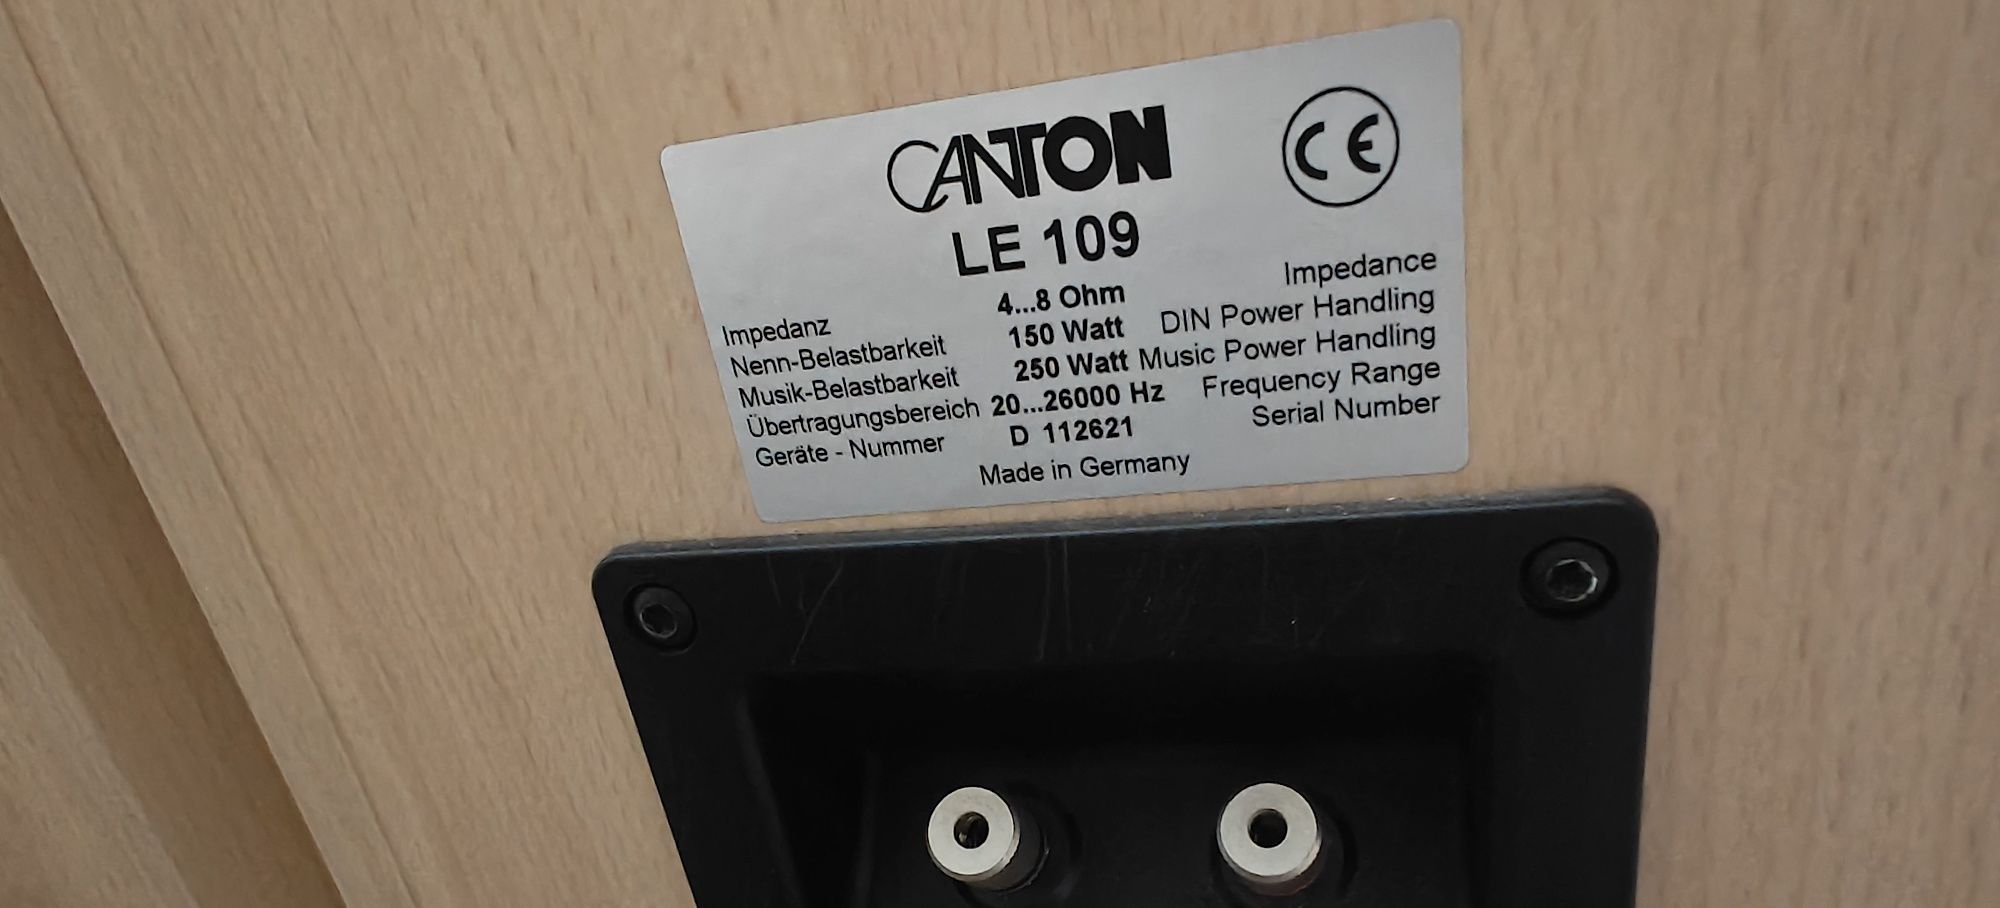 CANTON
CE
LE 109
Impedanz 4...8 Ohm Impedance
Nenn-Belastbarkeit 150 Watt DIN Power Handling
Musik-Belastbarkeit 250 Watt Music Power Handling
Übertragungsbereich 20...26000 Hz Frequency Range
Geräte - Nummer D 112621 Serial Number
Made in Germany